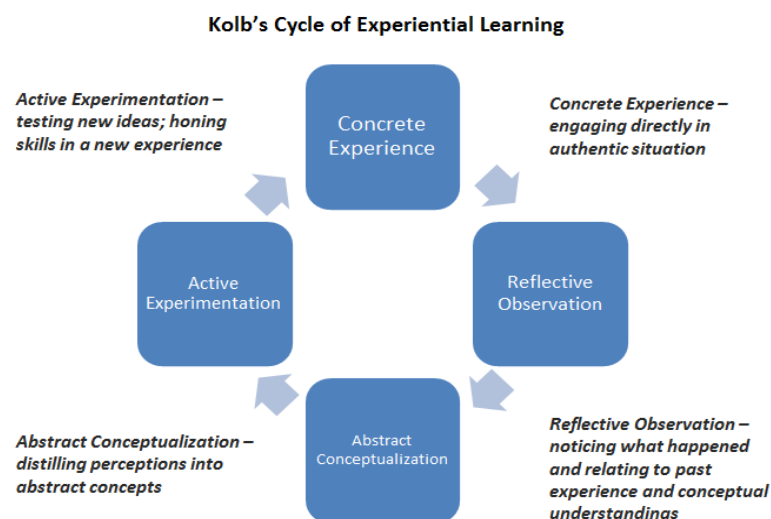 Kolb’s Cycle of Experiential Learning
Active Experimentation –
testing new ideas; honing
skills in a new experience
Concrete
Experience
Concrete Experience –
engaging directly in
authentic situation
Active
Experimentation
Reflective
Observation
Abstract Conceptualization –
distilling perceptions into
abstract concepts
Abstract
Conceptualization
Reflective Observation –
noticing what happened
and relating to past
experience and conceptual
understandings